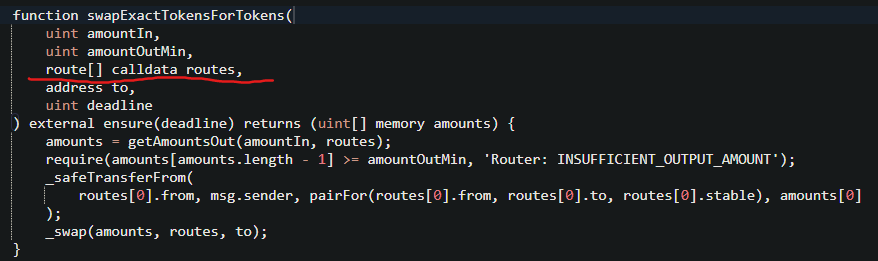 function swapExactTokensForTokens(
uint amountIn,
uint amountOutMin,
route[] calldata routes,
address to,
uint deadline
) external ensure(deadline) returns (uint[] memory amounts) {
amounts = getAmountsOut(amountIn, routes);
require(amounts[amounts.length - 1] >= amountOutMin, 'Router: INSUFFICIENT_OUTPUT_AMOUNT');
_safeTransferFrom(
routes[0].from, msg.sender, pairFor(routes[0].from, routes[0].to, routes[0].stable), amounts[0]
);
_swap(amounts, routes, to);
}